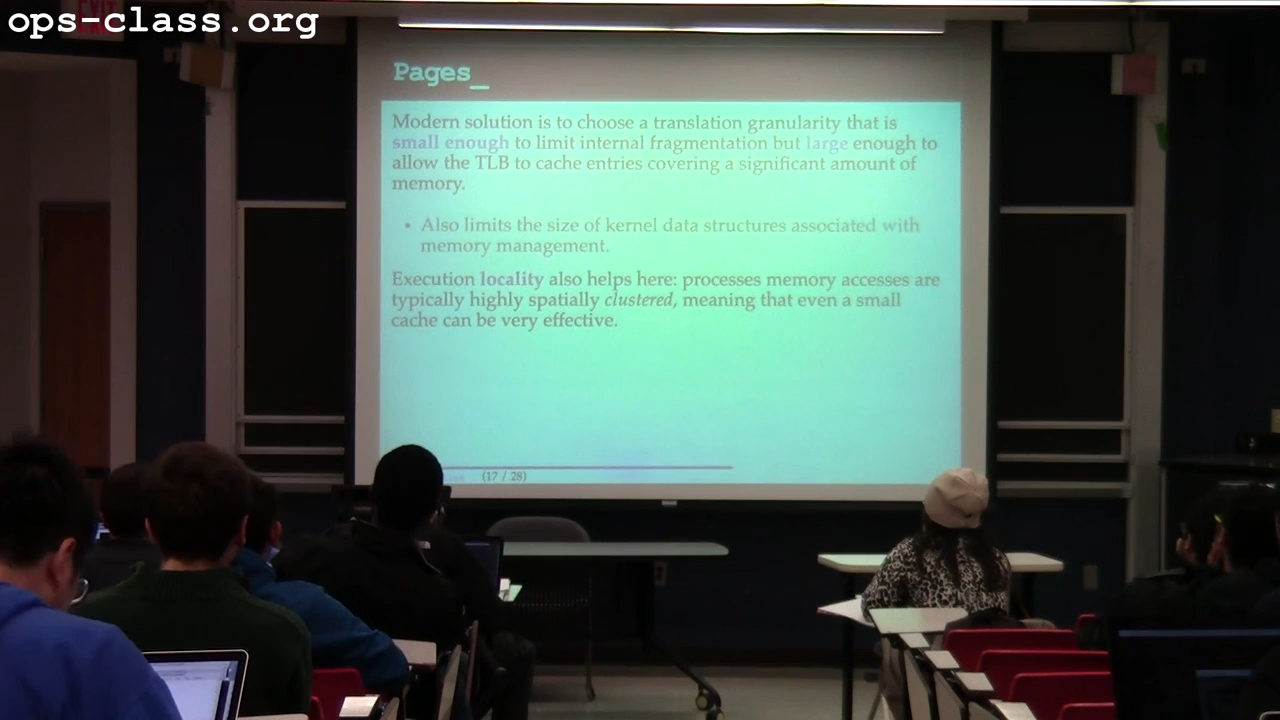 ops-class.org
EXIT
Pages_
Modern solution is to choose a translation granularity that is
small enough to limit internal fragmentation but large enough to
allow the TLB to cache entries covering a significant amount of
memory.
• Also limits the size of kernel data structures associated with
memory management.
Execution locality also helps here: processes memory accesses are
typically highly spatially clustered, meaning that even a small
cache can be very effective.
(17 / 28)